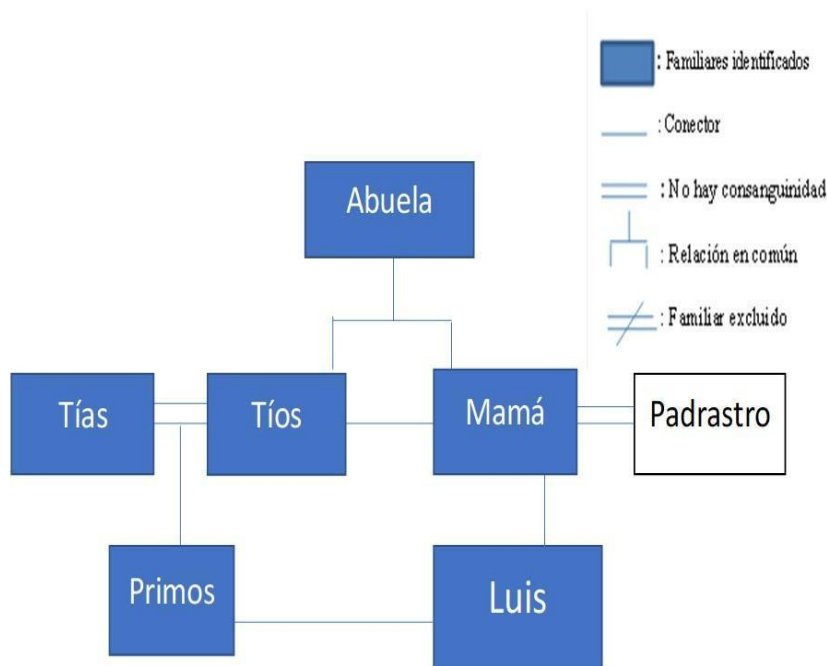 : Familiares identificados
: Conector
: No hay consanguinidad
: Relación en común
: Familiar excluido
Abuela
Tías
Tíos
Mamá
Padrastro
Primos
Luis